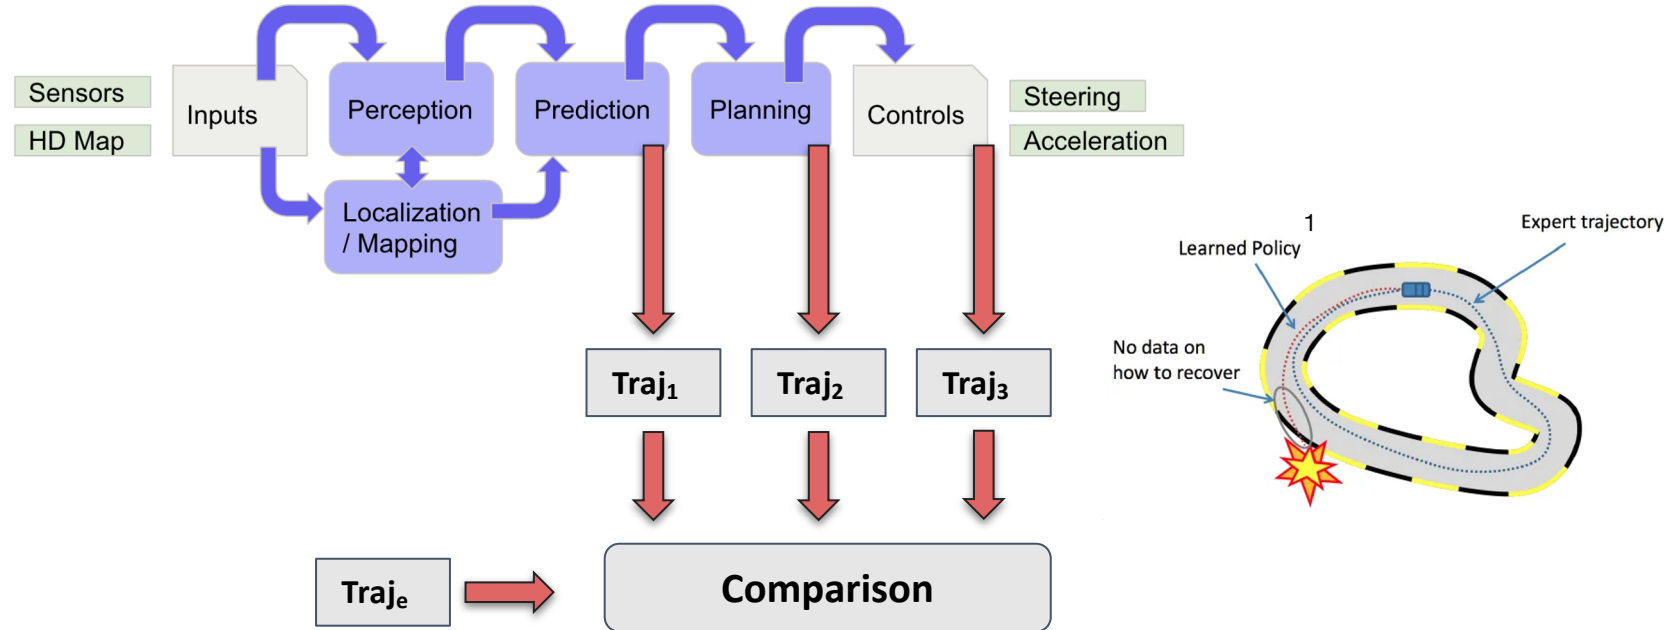 Sensors
HD Map
Inputs
Perception
Prediction
Planning
Controls
Steering
Acceleration
Localization
/ Mapping
1
Learned Policy
Expert trajectory
No data on
how to recover
Traj1
Traj2
Traj3
Traje
Comparison